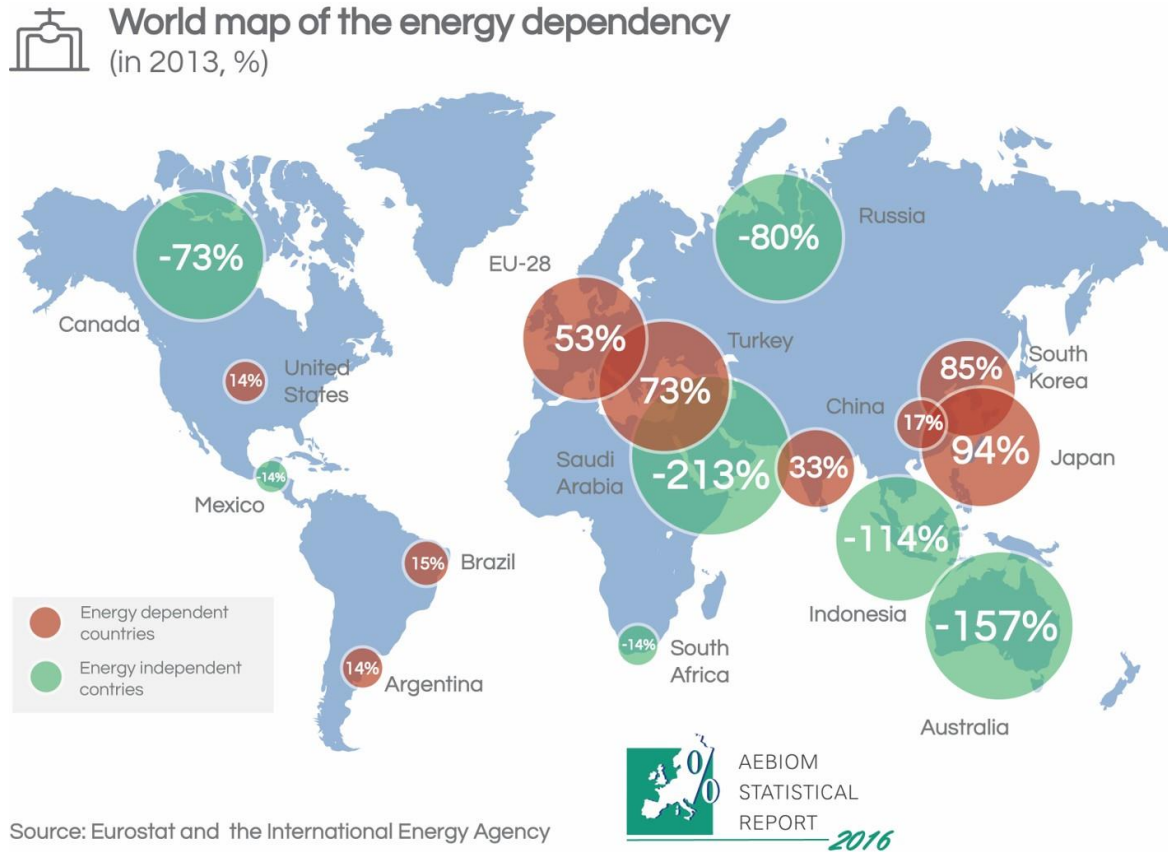 World map of the energy dependency
(in 2013, %)
-73%
Canada
14%
United
States
-14%
Mexico
15%
Brazil
14%
Argentina
EU-28
53%
-80%
Russia
73%
Turkey
Saudi
Arabia
-213%
33%
China
17%
85%
South
Korea
94%
Japan
-114%
Indonesia
-157%
Australia
-14%
South
Africa
Energy dependent
countries
Energy independent
contries
%
AEBIOM
STATISTICAL
REPORT
2016
Source: Eurostat and the International Energy Agency